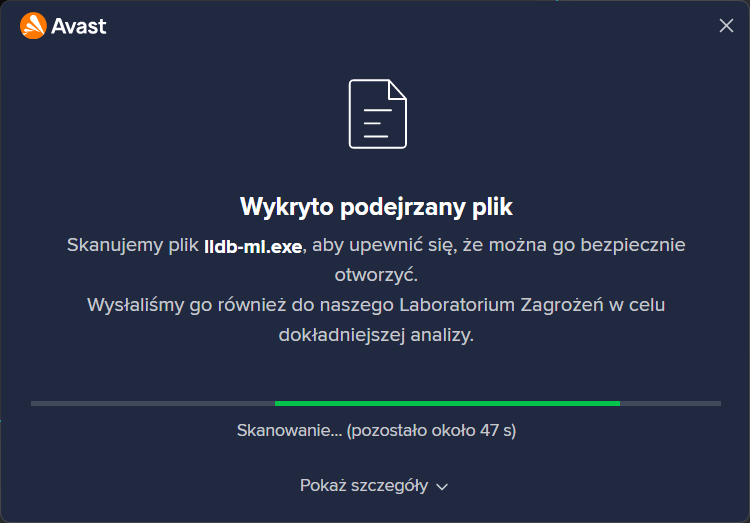 Avast
Wykryto podejrzany plik
Skanujemy plik lldb-ml.exe, aby upewnić się, że można go bezpiecznie
otworzyć.
Wysłaliśmy go również do naszego Laboratorium Zagrożeń w celu
dokładniejszej analizy.
Skanowanie... (pozostało około 47 s)
Pokaż szczegóły